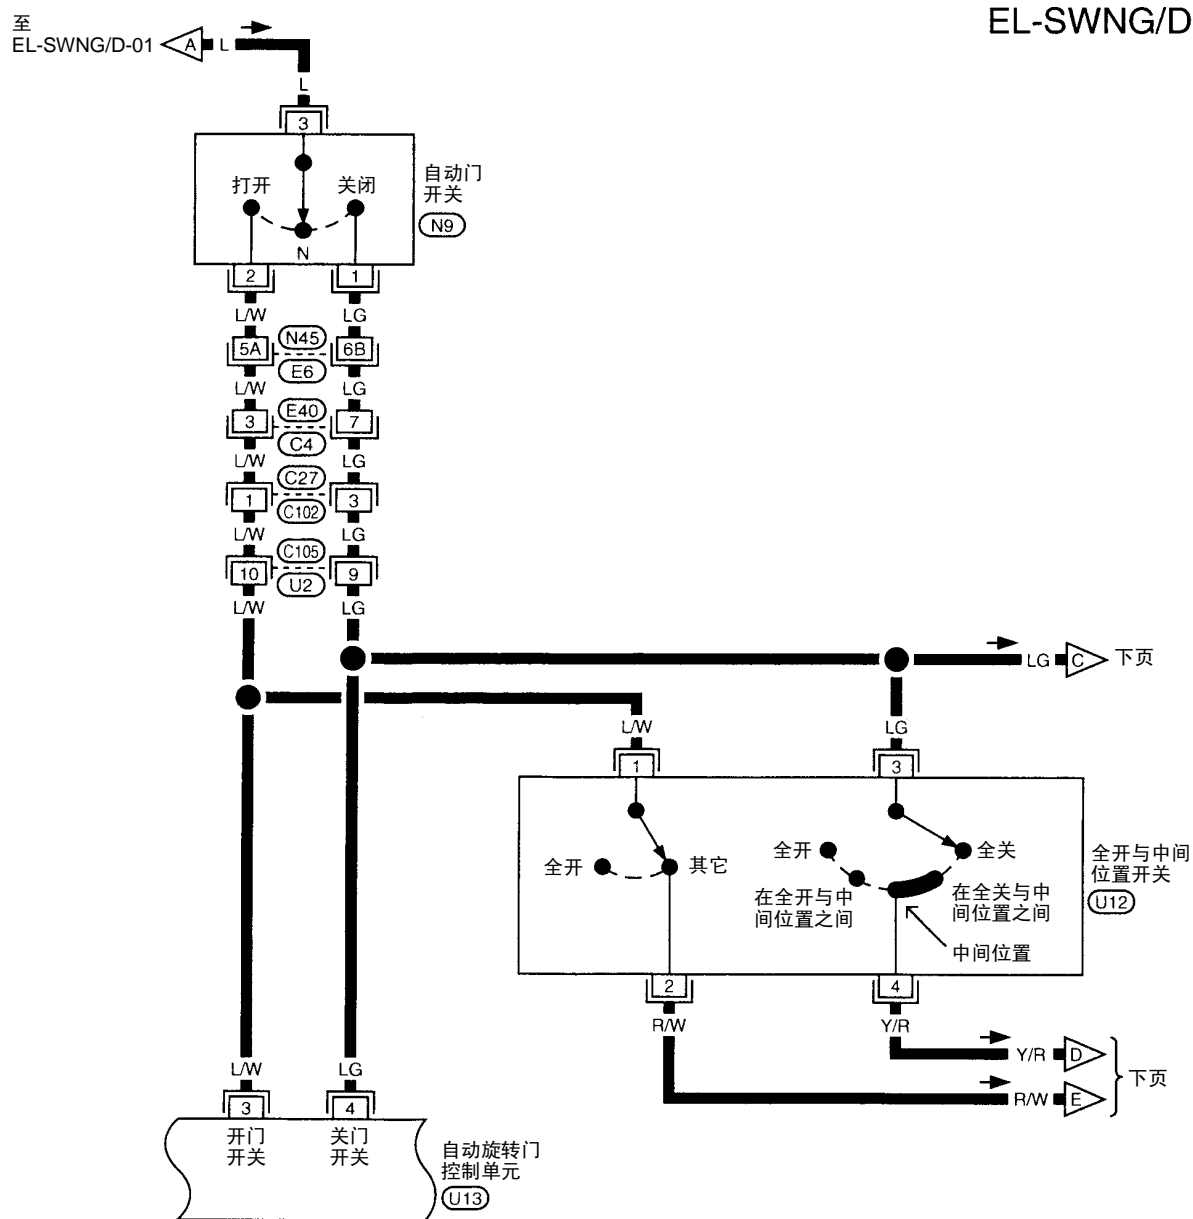 至
EL-SWNG/D-01
A
L
EL-SWNG/D
L
3
打开
关闭
N
自动门
开关
N9
2
1
L/W
LG
5A
N45
6B
E6
L/W
LG
3
E40
7
C4
L/W
LG
1
C27
3
C102
L/W
LG
10
C105
9
U2
L/W
LG
LG
C
下页
L/W
LG
1
3
全开
其它
全开
全关
在全开与中
间位置之间
在全关与中
间位置之间
中间位置
全开与中间
位置开关
U12
2
4
R/W
Y/R
Y/R
D
R/W
E
下页
L/W
LG
3
4
开门
开关
关门
开关
自动旋转门
控制单元
U13